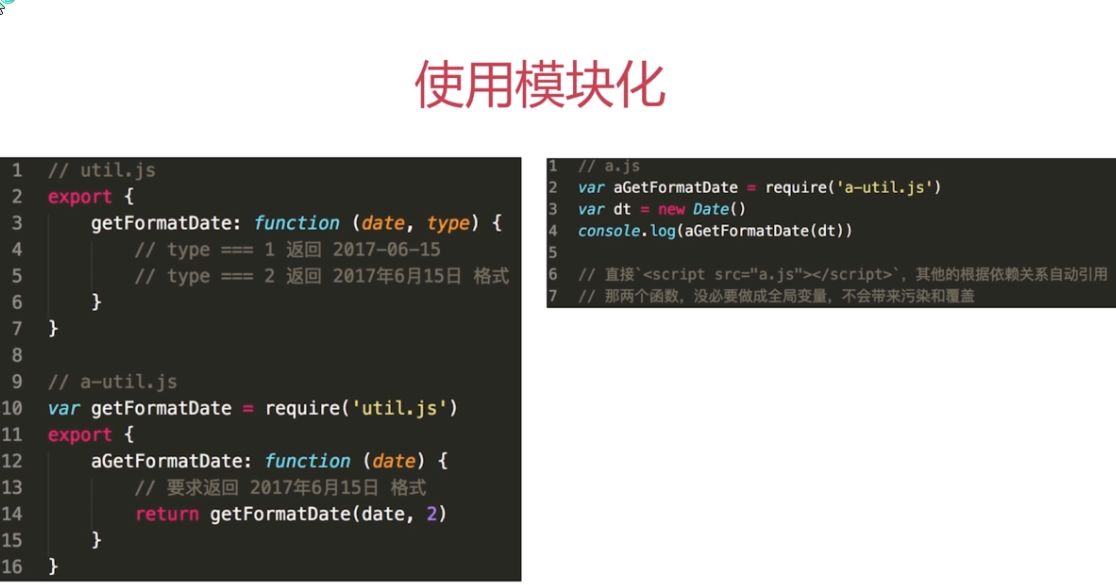 使用模块化
1 // util.js
2 export {
3 getFormatDate: function (date, type) {
4 // type === 1 返回 2017-06-15
5 // type === 2 返回 2017年6月15日 格式
6 }
7 }
8
9 // a-util.js
10 var getFormatDate = require('util.js')
11 export {
12 aGetFormatDate: function (date) {
13 // 要求返回 2017年6月15日 格式
14 return getFormatDate(date, 2)
15 }
16 }
1 // a.js
2 var aGetFormatDate = require('a-util.js')
3 var dt = new Date()
4 console.log(aGetFormatDate(dt))
5
6 // 直接`<script src="a.js"></script>`，其他的根据依赖关系自动引用
7 // 那两个函数，没必要做成全局变量，不会带来污染和覆盖